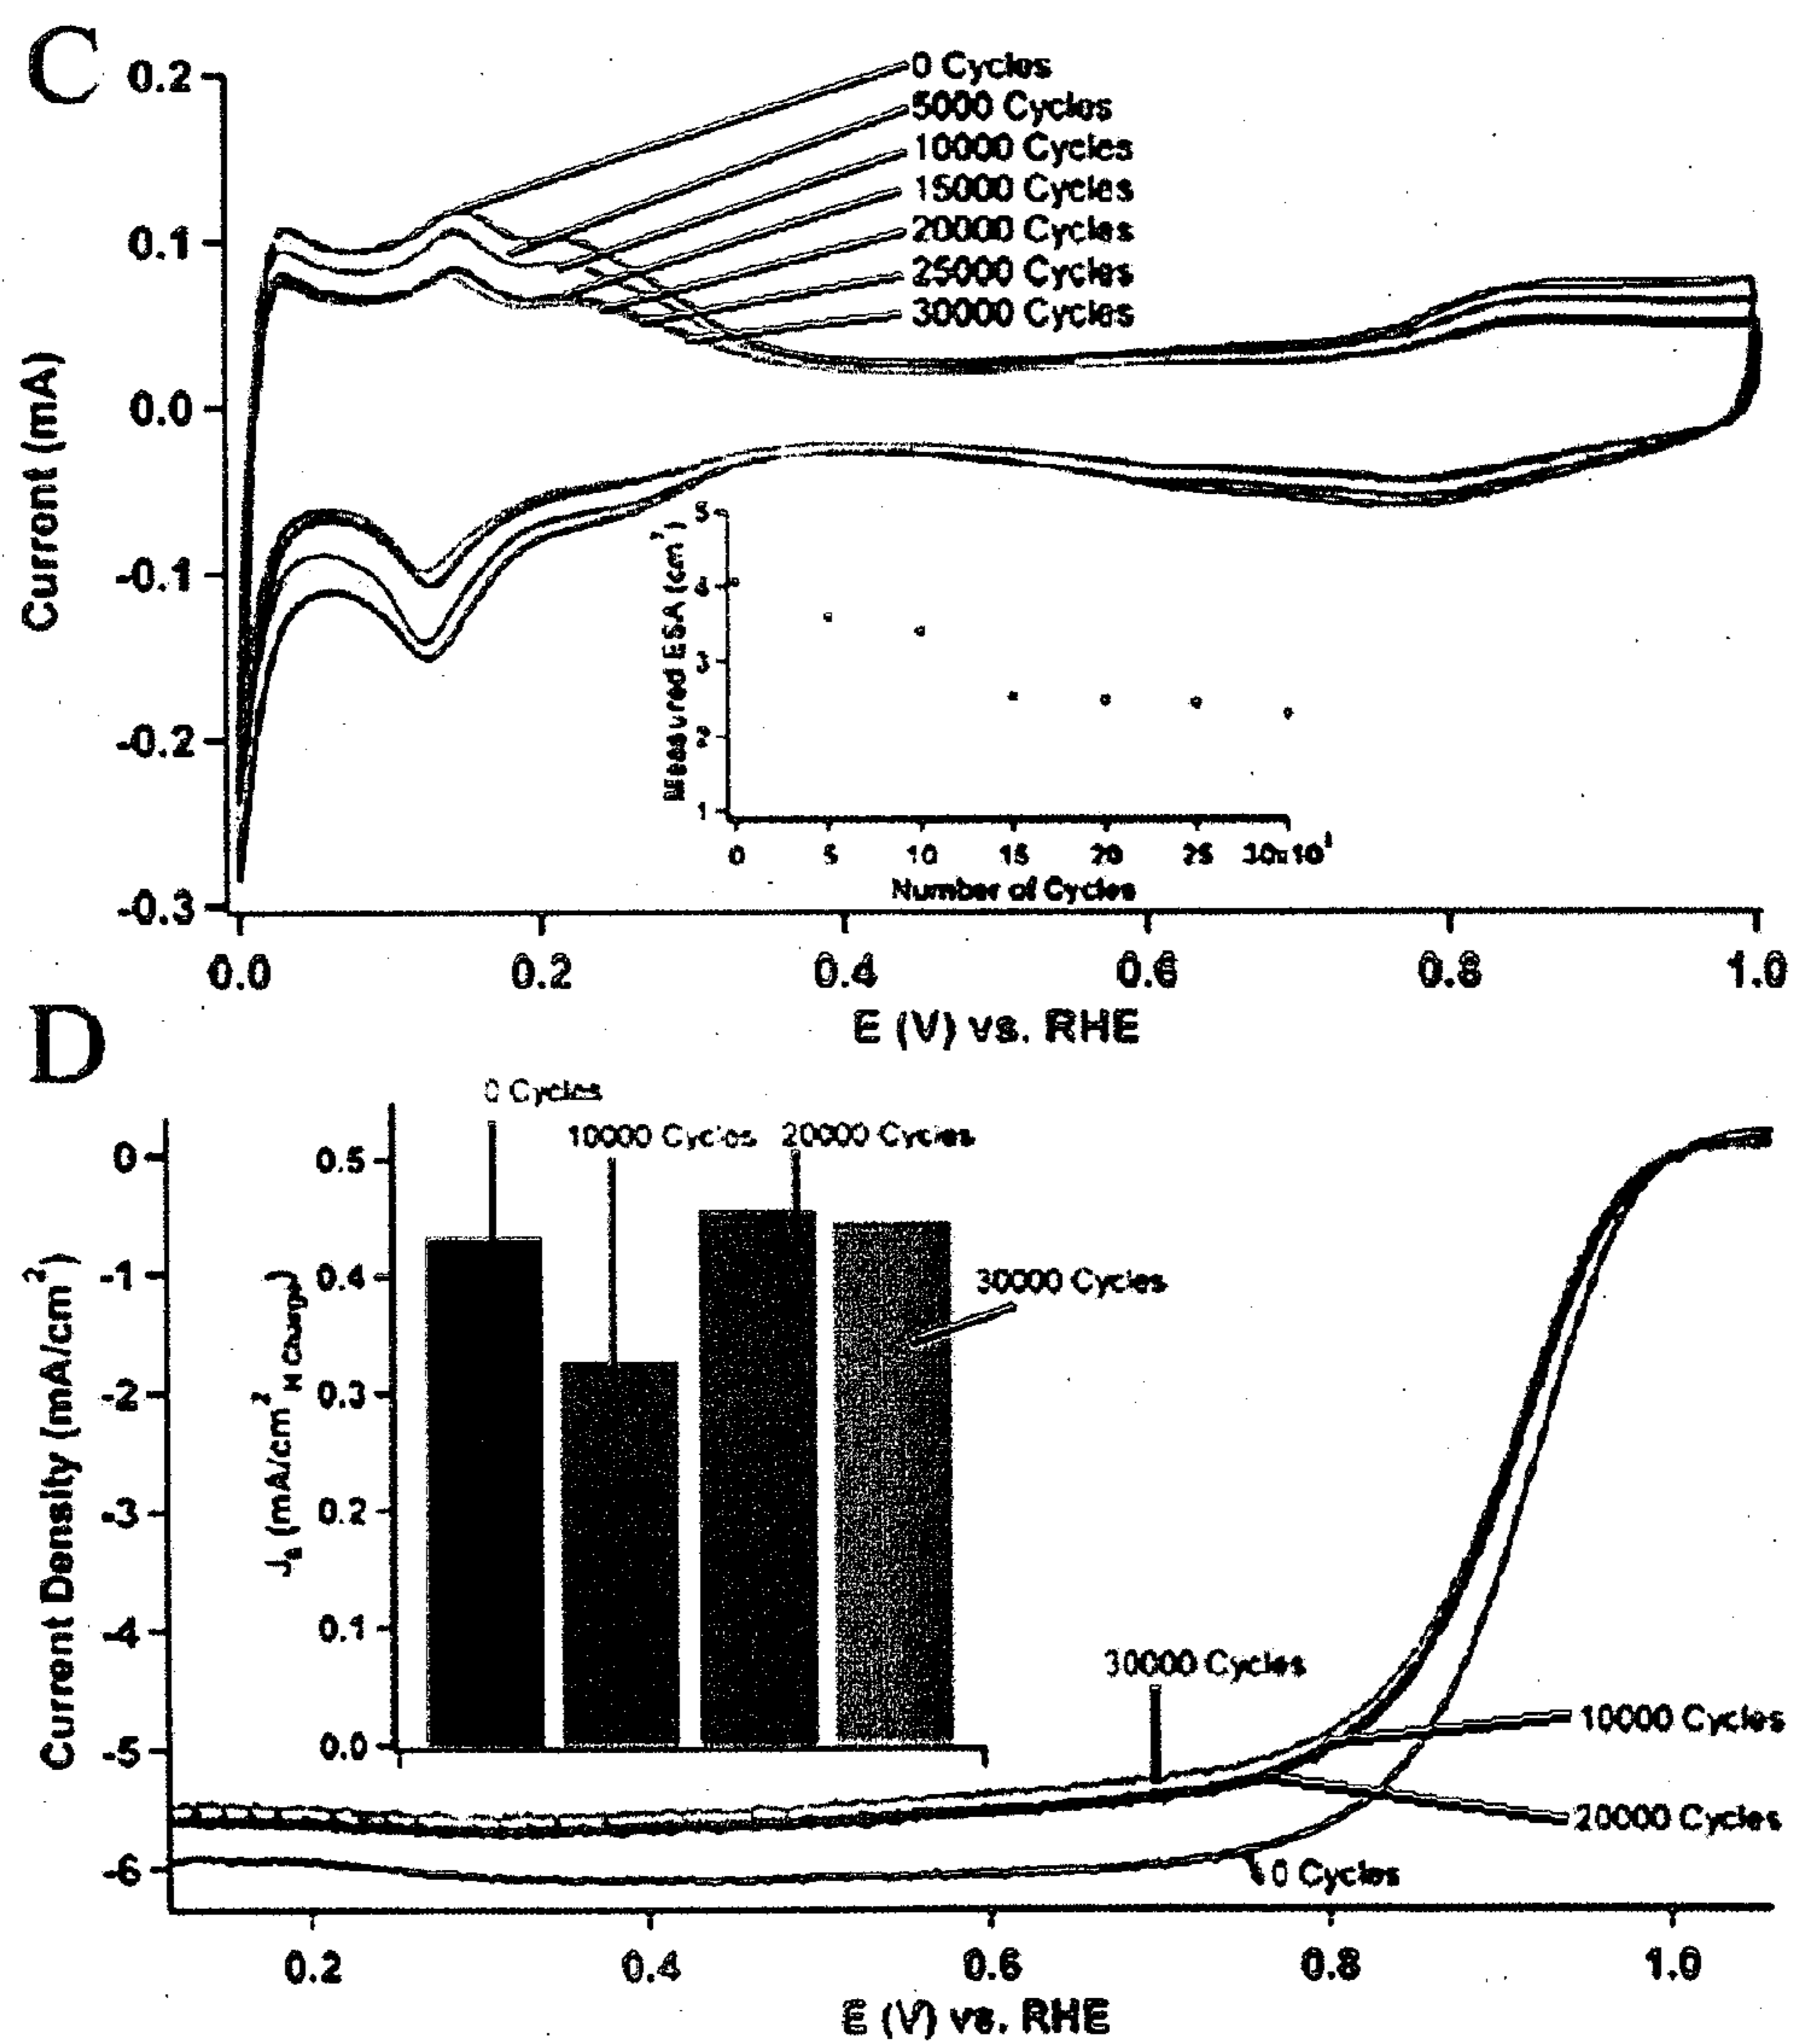 C
0.2
0.1
0.0
-0.1
-0.2
-0.3
Current (mA)
0 Cycles
5000 Cycles
10000 Cycles
15000 Cycles
20000 Cycles
25000 Cycles
30000 Cycles
5
4
3
2
1
Measured ESA (cm
0 5 10 15 20 25
Number of Cycles
0.0 0.2 0.4 0.6 0.8 1.0
E (V) vs. RHE
D
0
-1
-2
-3
-4
-5
-6
Current Density (mA/cm²)
0 Cycles
10000 Cycles 20000 Cycles
30000 Cycles
0.5
0.4
0.3
0.2
0.1
0.0
(mA/cm²
30000 Cycles
10000 Cycles
20000 Cycles
0 Cycles
0.2 0.4 0.6 0.8 1.0
E (V) vs. RHE